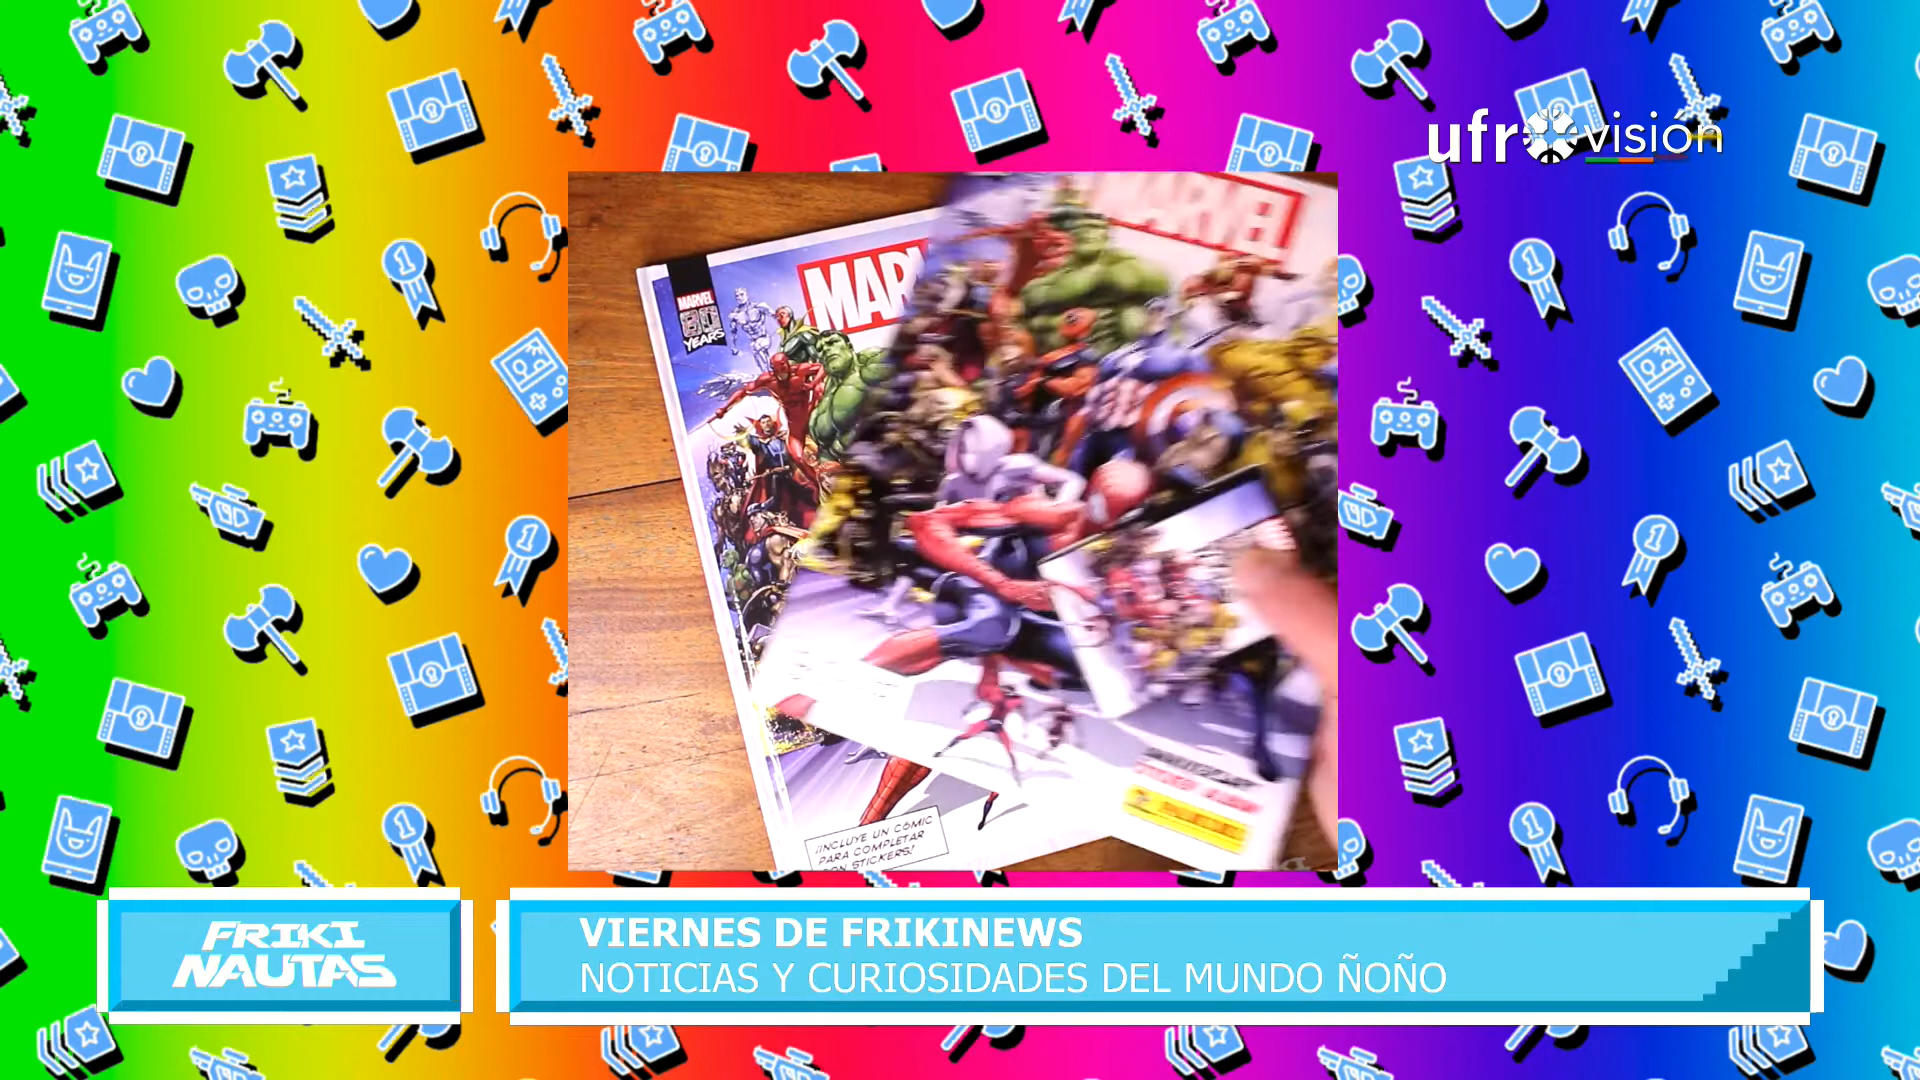 ufrovisión
MARVEL
MARV
MARVEL
80
YEARS
¡INCLUYE UN CÓMIC
PARA COMPLETAR
CON STICKERS!
FRIKI
NAUTAS
VIERNES DE FRIKINEWS
NOTICIAS Y CURIOSIDADES DEL MUNDO ÑOÑO